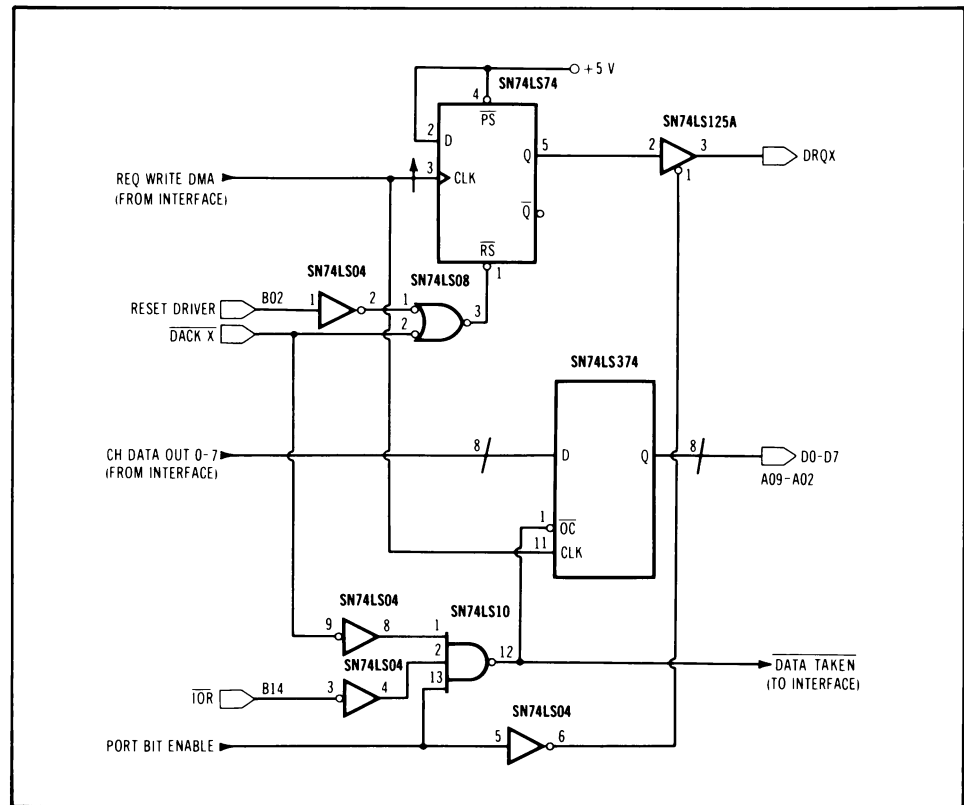 +5 V
SN74LS74
4
PS
SN74LS125A
2 D
Q 5
2 3
DRQX
1
REQ WRITE DMA
(FROM INTERFACE)
3 CLK
Q
RS
1
SN74LS04
SN74LS08
RESET DRIVER
B02
1 2
1
3
DACK X
2
SN74LS374
CH DATA OUT 0-7
(FROM INTERFACE)
8
D
Q
8
D0-D7
A09-A02
1
OC
11
CLK
SN74LS04
SN74LS10
9 8
1
SN74LS04
2
12
DATA TAKEN
(TO INTERFACE)
IOR
B14
3 4
13
SN74LS04
PORT BIT ENABLE
5 6